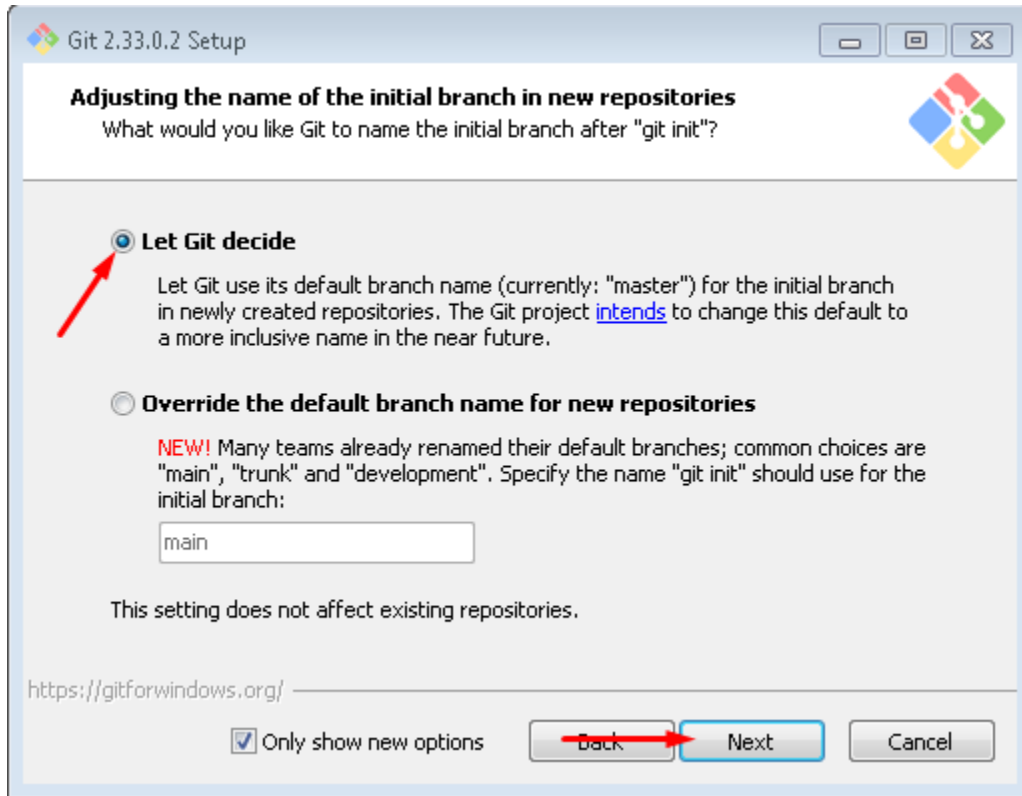 Git 2.33.0.2 Setup
Adjusting the name of the initial branch in new repositories
What would you like Git to name the initial branch after "git init"?
Let Git decide
Let Git use its default branch name (currently: "master") for the initial branch
in newly created repositories. The Git project intends to change this default to
a more inclusive name in the near future.
Override the default branch name for new repositories
NEW! Many teams already renamed their default branches; common choices are
"main", "trunk" and "development". Specify the name "git init" should use for the
initial branch:
main
This setting does not affect existing repositories.
https://gitforwindows.org/
Only show new options
Back
Next
Cancel